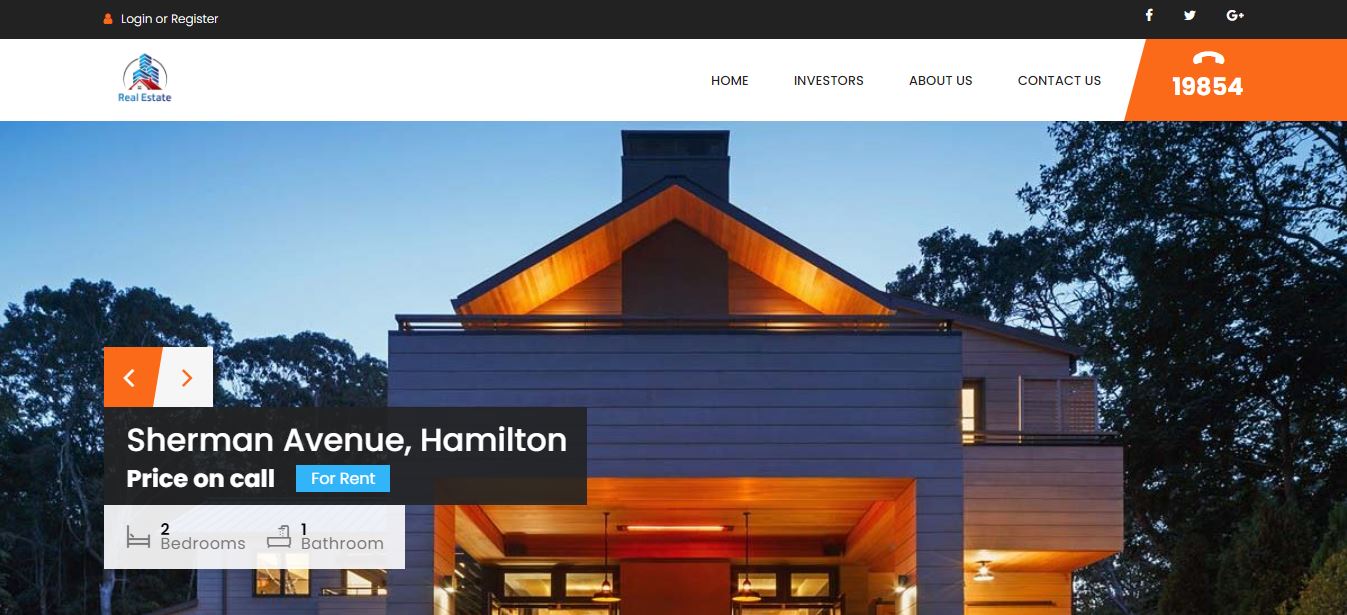 Login or Register
Real Estate
HOME INVESTORS ABOUT US CONTACT US
19854
Sherman Avenue, Hamilton
Price on call For Rent
2 Bedrooms 1 Bathroom